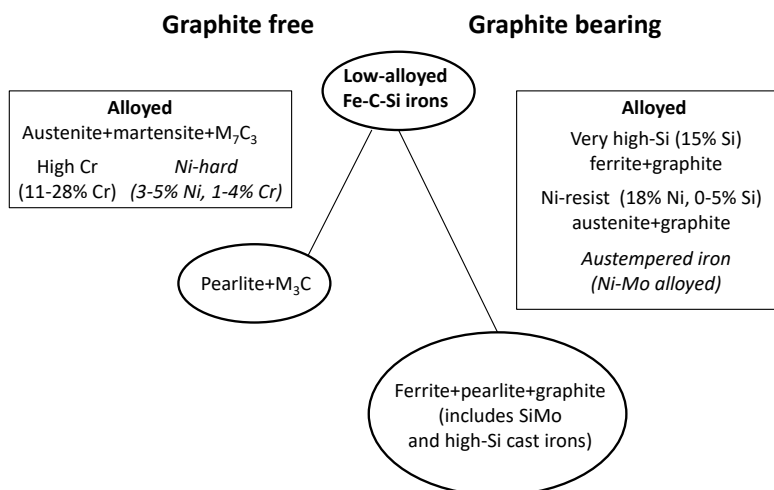 Graphite free
Graphite bearing
Low-alloyed
Fe-C-Si irons
Alloyed
Austenite+martensite+M₇C₃
High Cr
(11-28% Cr)
Ni-hard
(3-5% Ni, 1-4% Cr)
Alloyed
Very high-Si (15% Si)
ferrite+graphite
Ni-resist (18% Ni, 0-5% Si)
austenite+graphite
Austempered iron
(Ni-Mo alloyed)
Pearlite+M₃C
Ferrite+pearlite+graphite
(includes SiMo
and high-Si cast irons)